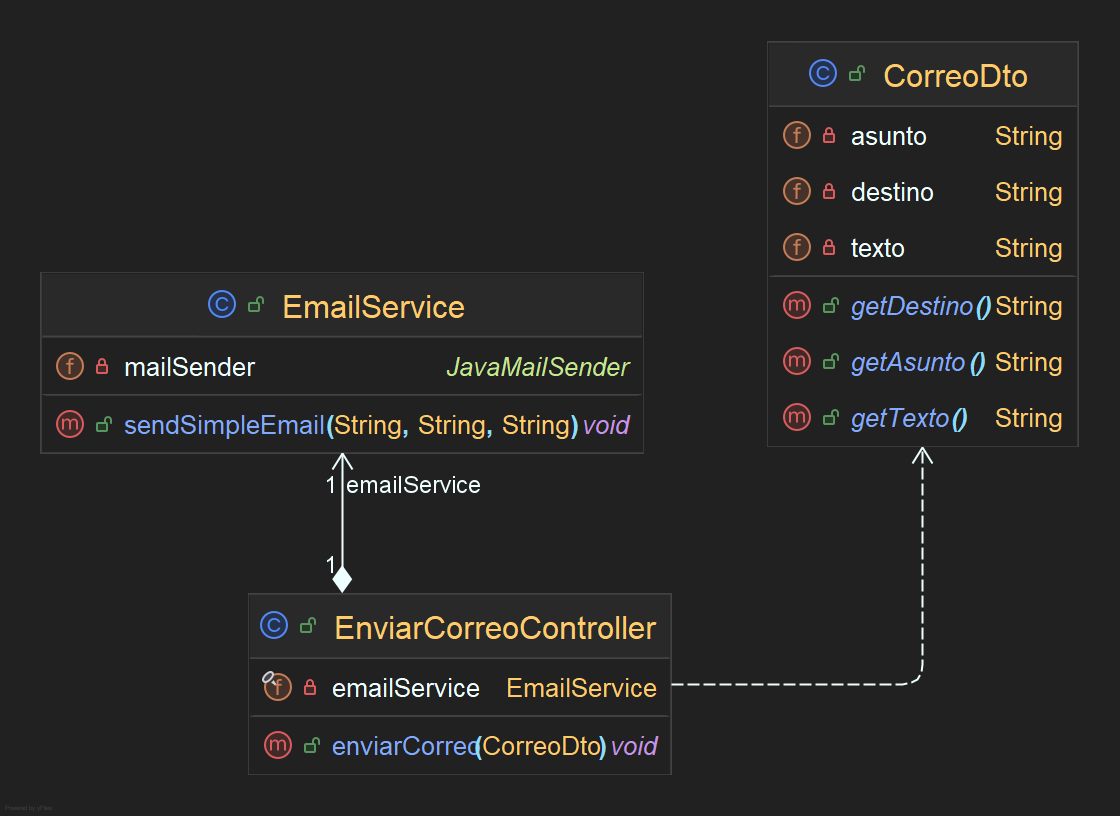 CorreoDto
asunto String
destino String
texto String
getDestino() String
getAsunto() String
getTexto() String
EmailService
mailSender JavaMailSender
sendSimpleEmail(String, String, String) void
1 emailService
1
EnviarCorreoController
emailService EmailService
enviarCorreo(CorreoDto) void
Powered by yFiles